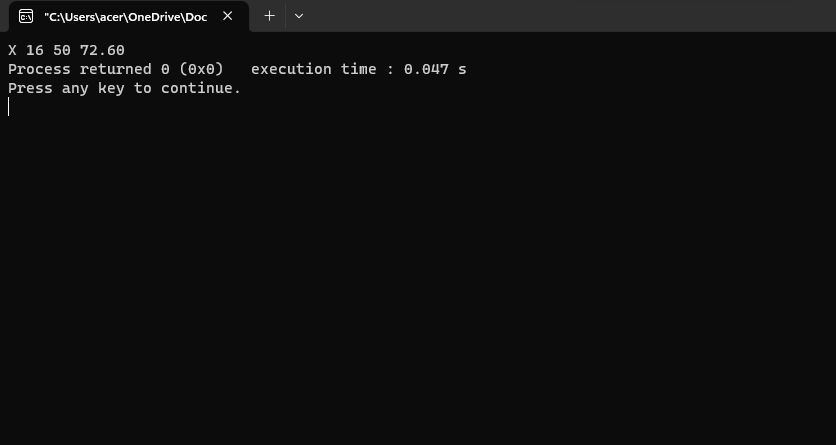 "C:\Users\acer\OneDrive\Doc
X 16 50 72.60
Process returned 0 (0x0)   execution time : 0.047 s
Press any key to continue.